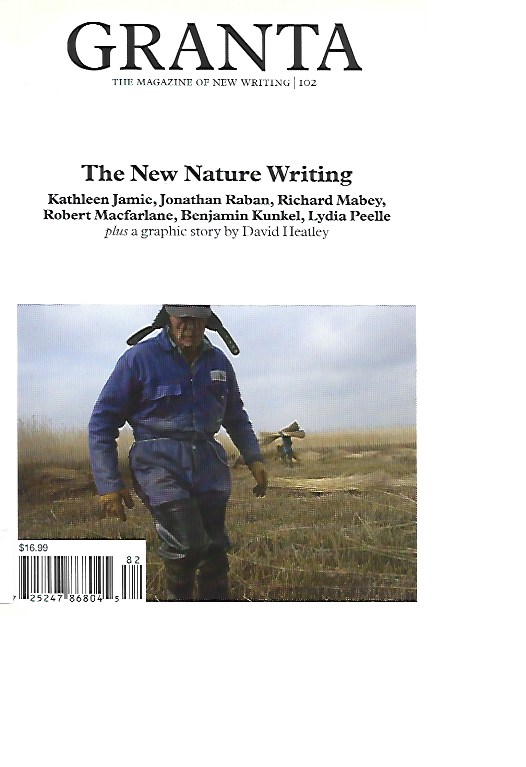 GRANTA
THE MAGAZINE OF NEW WRITING | 102
The New Nature Writing
Kathleen Jamie, Jonathan Raban, Richard Mabey,
Robert Macfarlane, Benjamin Kunkel, Lydia Peelle
plus a graphic story by David Heatley
$16.99
82
7 25247 86804 5